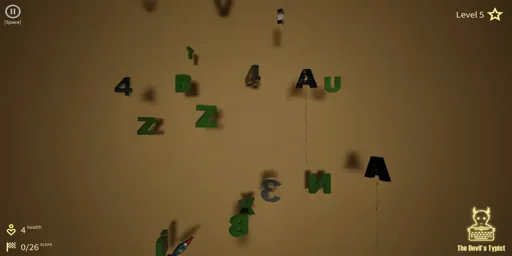 Level 5
[Space]
4
4
A
U
B
Z
Z
A
N
3
B
4 health
0/26 score
The Devil's Typist